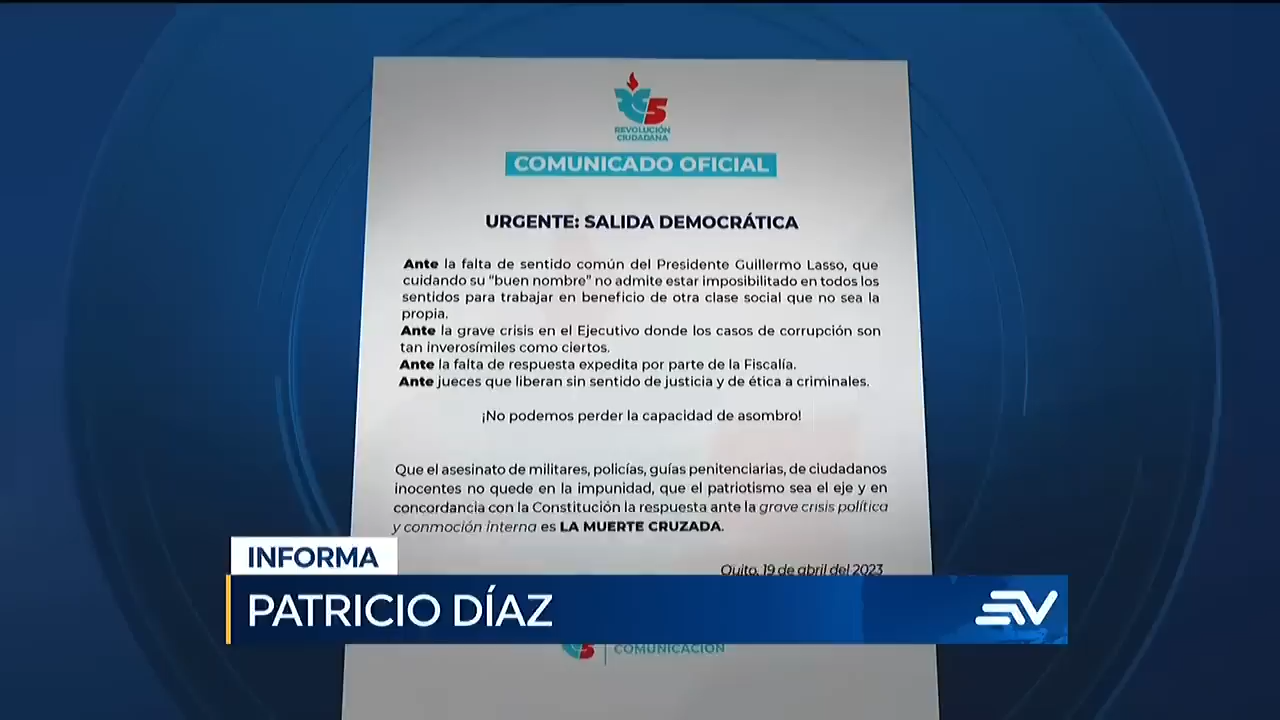 REVOLUCIÓN
CIUDADANA
COMUNICADO OFICIAL
URGENTE: SALIDA DEMOCRÁTICA
Ante la falta de sentido común del Presidente Guillermo Lasso, que
cuidando su "buen nombre" no admite estar imposibilitado en todos los
sentidos para trabajar en beneficio de otra clase social que no sea la
propia.
Ante la grave crisis en el Ejecutivo donde los casos de corrupción son
tan inverosímiles como ciertos.
Ante la falta de respuesta expedita por parte de la Fiscalía.
Ante jueces que liberan sin sentido de justicia y de ética a criminales.
¡No podemos perder la capacidad de asombro!
Que el asesinato de militares, policías, guías penitenciarias, de ciudadanos
inocentes no quede en la impunidad, que el patriotismo sea el eje y en
concordancia con la Constitución la respuesta ante la grave crisis política
y conmoción interna es LA MUERTE CRUZADA.
Quito, 19 de abril del 2023
INFORMA
PATRICIO DÍAZ
COMUNICACIÓN